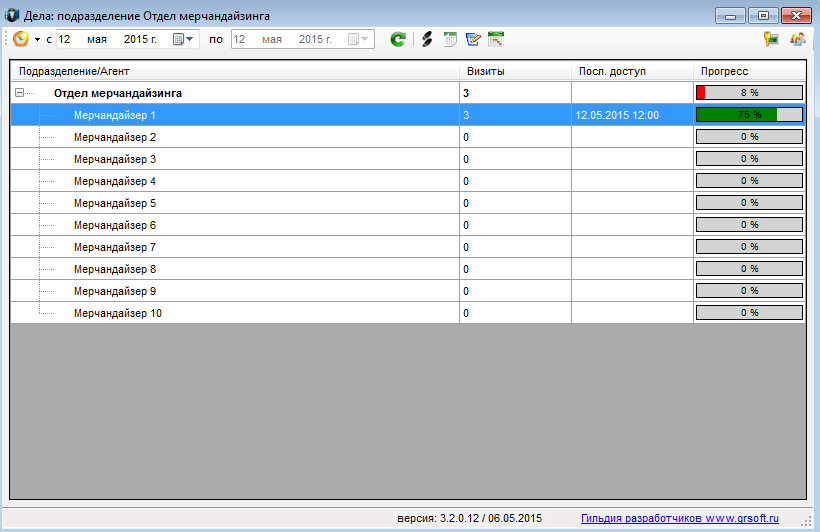 Дела: подразделение Отдел мерчандайзинга
с 12 мая 2015 г. по 12 мая 2015 г.
Подразделение/Агент Визиты Посл. доступ Прогресс
Отдел мерчандайзинга 3 8 %
Мерчандайзер 1 3 12.05.2015 12:00 75 %
Мерчандайзер 2 0 0 %
Мерчандайзер 3 0 0 %
Мерчандайзер 4 0 0 %
Мерчандайзер 5 0 0 %
Мерчандайзер 6 0 0 %
Мерчандайзер 7 0 0 %
Мерчандайзер 8 0 0 %
Мерчандайзер 9 0 0 %
Мерчандайзер 10 0 0 %
версия: 3.2.0.12 / 06.05.2015 Гильдия разработчиков www.grsoft.ru